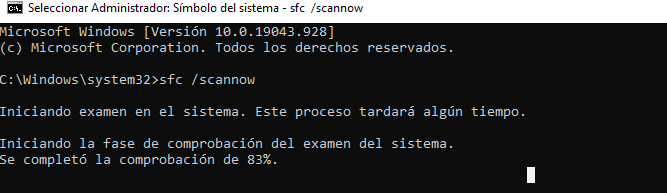 Seleccionar Administrador: Símbolo del sistema - sfc /scannow
Microsoft Windows [Versión 10.0.19043.928]
(c) Microsoft Corporation. Todos los derechos reservados.
C:\Windows\system32>sfc /scannow
Iniciando examen en el sistema. Este proceso tardará algún tiempo.
Iniciando la fase de comprobación del examen del sistema.
Se completó la comprobación de 83%.